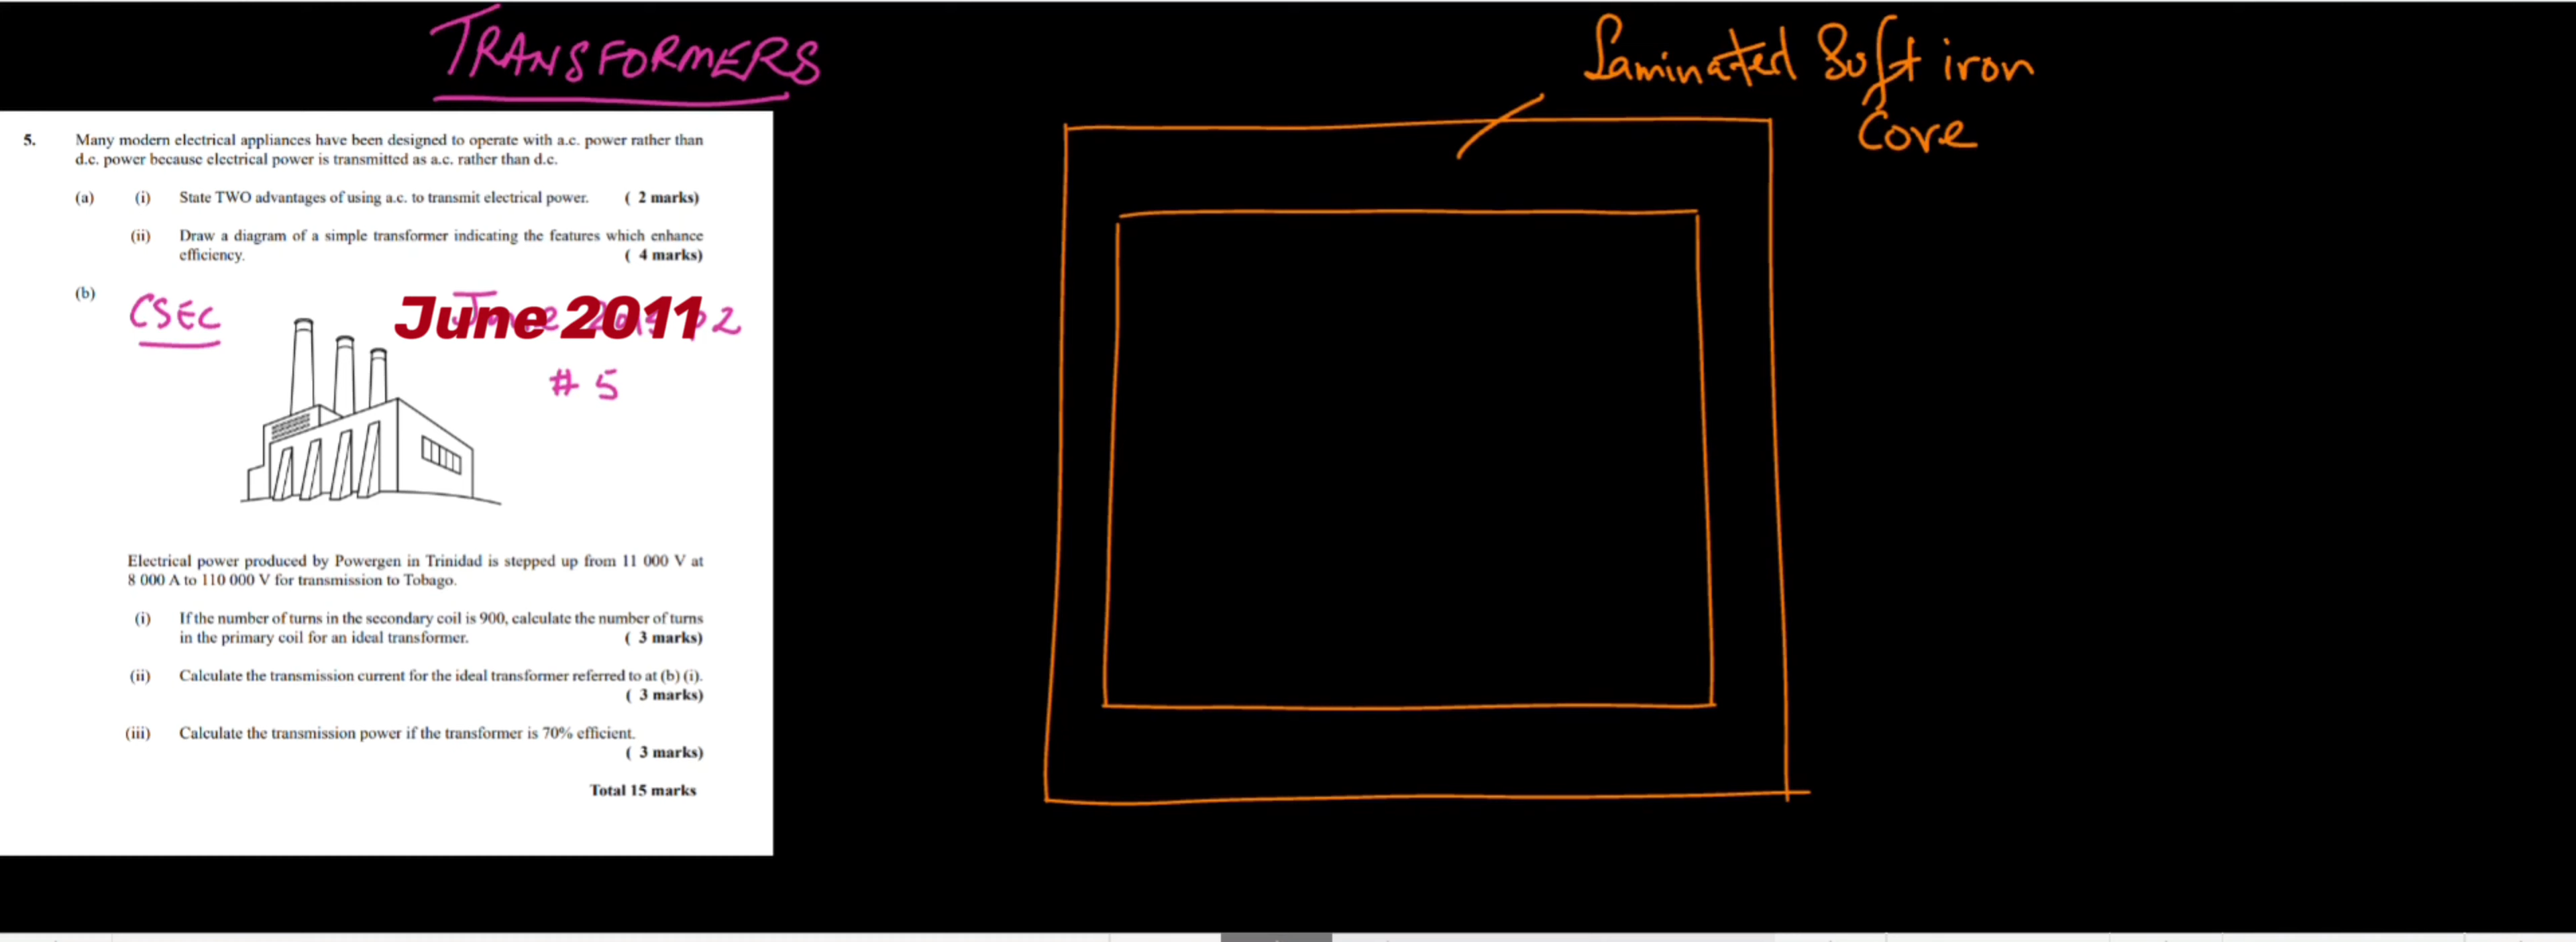 TRANSFORMERS
Laminated Soft iron
Core
5. Many modern electrical appliances have been designed to operate with a.c. power rather than
d.c. power because electrical power is transmitted as a.c. rather than d.c.
(a) (i) State TWO advantages of using a.c. to transmit electrical power. ( 2 marks)
(ii) Draw a diagram of a simple transformer indicating the features which enhance
efficiency. ( 4 marks)
(b)
CSEC
June 2011
2
# 5
Electrical power produced by Powergen in Trinidad is stepped up from 11 000 V at
8 000 A to 110 000 V for transmission to Tobago.
(i) If the number of turns in the secondary coil is 900, calculate the number of turns
in the primary coil for an ideal transformer. ( 3 marks)
(ii) Calculate the transmission current for the ideal transformer referred to at (b) (i).
( 3 marks)
(iii) Calculate the transmission power if the transformer is 70% efficient.
( 3 marks)
Total 15 marks